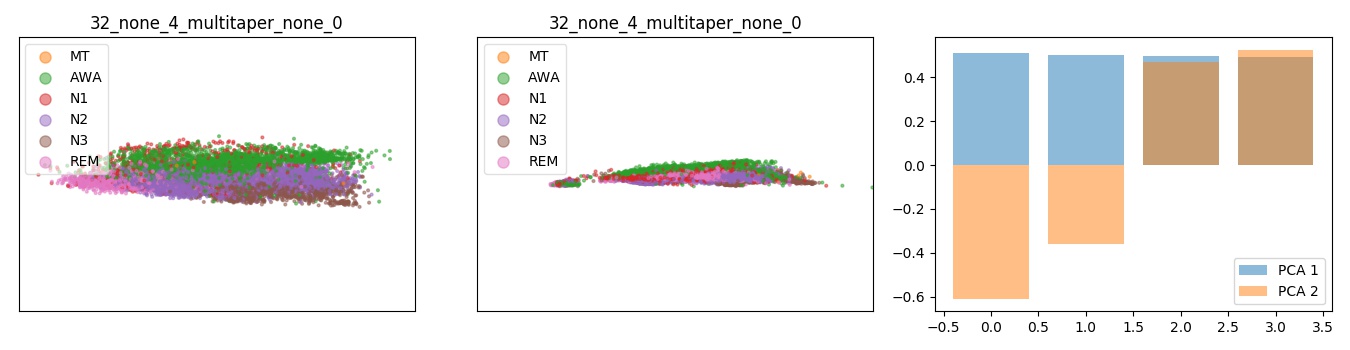 32_none_4_multitaper_none_0
MT
AWA
N1
N2
N3
REM
32_none_4_multitaper_none_0
MT
AWA
N1
N2
N3
REM
0.4
0.2
0.0
−0.2
−0.4
−0.6
−0.5
0.0
0.5
1.0
1.5
2.0
2.5
3.0
3.5
PCA 1
PCA 2